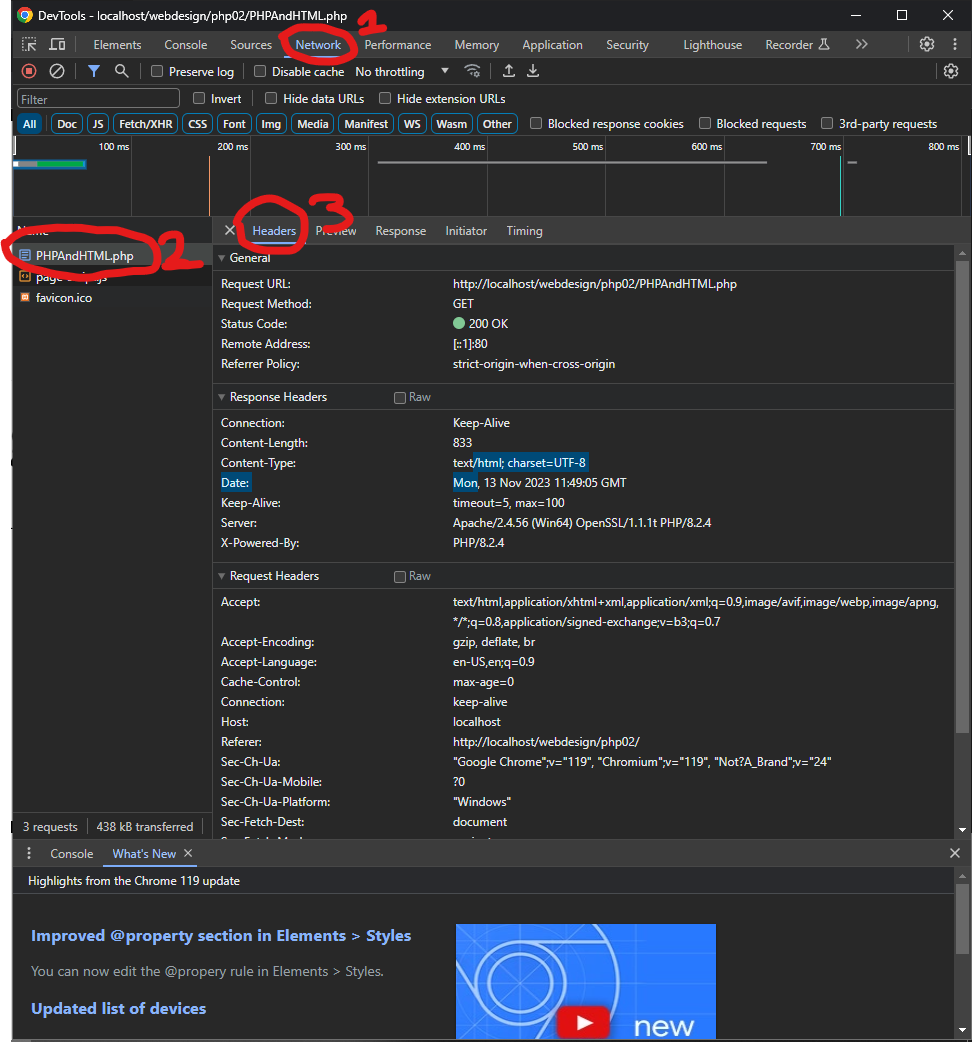 DevTools - localhost/webdesign/php02/PHPAndHTML.php
1
Elements Console Sources Network Performance Memory Application Security Lighthouse Recorder
Preserve log Disable cache No throttling
Filter Invert Hide data URLs Hide extension URLs
All Doc JS Fetch/XHR CSS Font Img Media Manifest WS Wasm Other Blocked response cookies Blocked requests 3rd-party requests
100 ms 200 ms 300 ms 400 ms 500 ms 600 ms 700 ms 800 ms
3
Name Headers Preview Response Initiator Timing
2
PHPAndHTML.php
favicon.ico
General
Request URL: http://localhost/webdesign/php02/PHPAndHTML.php
Request Method: GET
Status Code: 200 OK
Remote Address: [::1]:80
Referrer Policy: strict-origin-when-cross-origin
Response Headers Raw
Connection: Keep-Alive
Content-Length: 833
Content-Type: text/html; charset=UTF-8
Date: Mon, 13 Nov 2023 11:49:05 GMT
Keep-Alive: timeout=5, max=100
Server: Apache/2.4.56 (Win64) OpenSSL/1.1.1t PHP/8.2.4
X-Powered-By: PHP/8.2.4
Request Headers Raw
Accept: text/html,application/xhtml+xml,application/xml;q=0.9,image/avif,image/webp,image/apng,
*/*;q=0.8,application/signed-exchange;v=b3;q=0.7
Accept-Encoding: gzip, deflate, br
Accept-Language: en-US,en;q=0.9
Cache-Control: max-age=0
Connection: keep-alive
Host: localhost
Referer: http://localhost/webdesign/php02/
Sec-Ch-Ua: "Google Chrome";v="119", "Chromium";v="119", "Not?A_Brand";v="24"
Sec-Ch-Ua-Mobile: ?0
Sec-Ch-Ua-Platform: "Windows"
Sec-Fetch-Dest: document
3 requests 438 kB transferred
Console What's New
Highlights from the Chrome 119 update
Improved @property section in Elements > Styles
You can now edit the @propery rule in Elements > Styles.
Updated list of devices
new